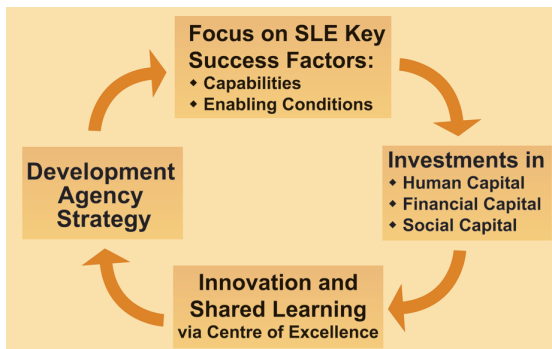 Focus on SLE Key
Success Factors:
◆ Capabilities
◆ Enabling Conditions
Investments in
◆ Human Capital
◆ Financial Capital
◆ Social Capital
Innovation and
Shared Learning
via Centre of Excellence
Development
Agency
Strategy